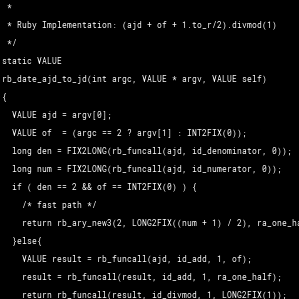 *
* Ruby Implementation: (ajd + of + 1.to_r/2).divmod(1)
*/
static VALUE
rb_date_ajd_to_jd(int argc, VALUE * argv, VALUE self)
{
VALUE ajd = argv[0];
VALUE of = (argc == 2 ? argv[1] : INT2FIX(0));
long den = FIX2LONG(rb_funcall(ajd, id_denominator, 0));
long num = FIX2LONG(rb_funcall(ajd, id_numerator, 0));
if ( den == 2 && of == INT2FIX(0) ) {
/* fast path */
return rb_ary_new3(2, LONG2FIX((num + 1) / 2), ra_one_ha
}else{
VALUE result = rb_funcall(ajd, id_add, 1, of);
result = rb_funcall(result, id_add, 1, ra_one_half);
return rb_funcall(result, id_divmod, 1, LONG2FIX(1));